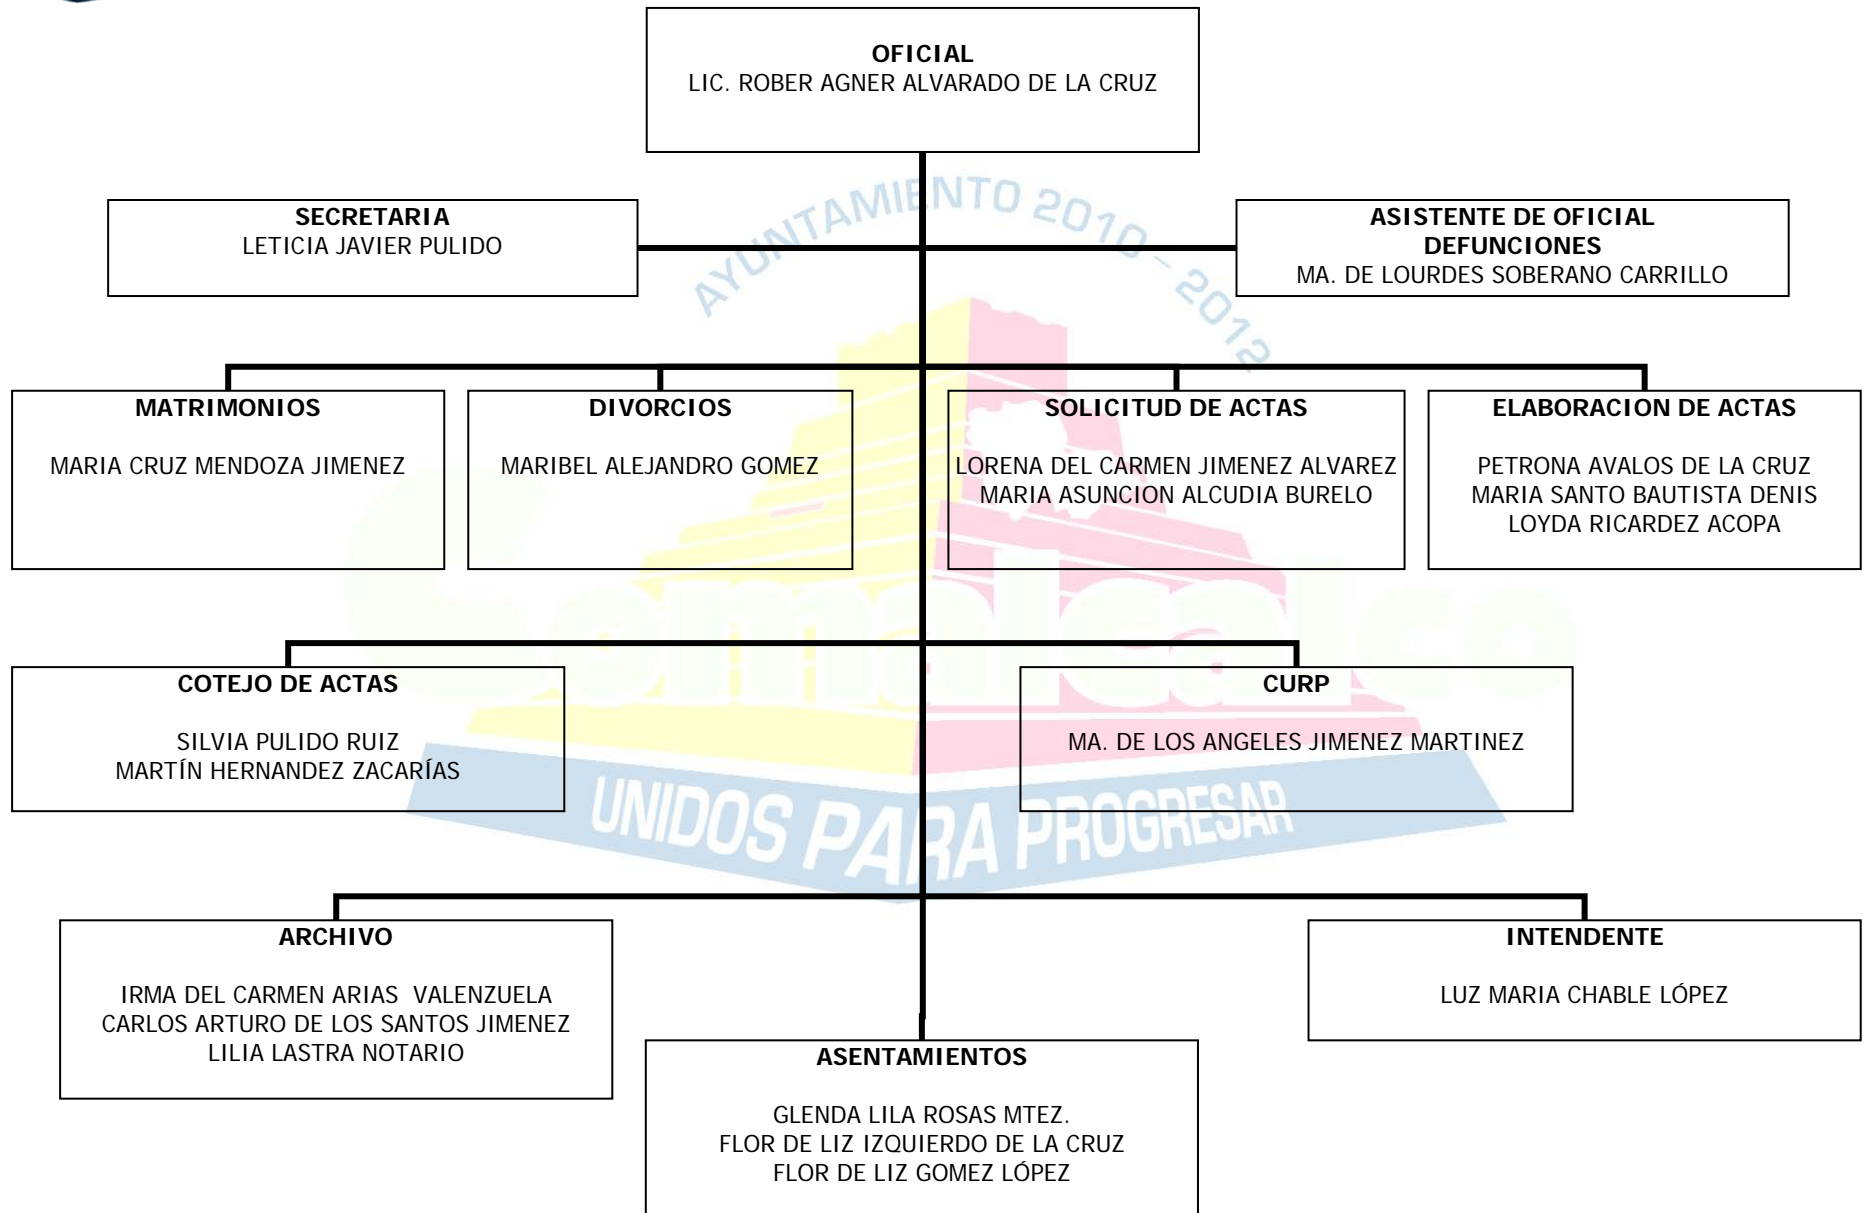 OFICIAL
LIC. ROBER AGNER ALVARADO DE LA CRUZ
AYUNTAMIENTO 2010 - 2012
SECRETARIA
LETICIA JAVIER PULIDO
ASISTENTE DE OFICIAL
DEFUNCIONES
MA. DE LOURDES SOBERANO CARRILLO
MATRIMONIOS
MARIA CRUZ MENDOZA JIMENEZ
DIVORCIOS
MARIBEL ALEJANDRO GOMEZ
SOLICITUD DE ACTAS
LORENA DEL CARMEN JIMENEZ ALVAREZ
MARIA ASUNCION ALCUDIA BURELO
ELABORACION DE ACTAS
PETRONA AVALOS DE LA CRUZ
MARIA SANTO BAUTISTA DENIS
LOYDA RICARDEZ ACOPA
Comalcalco
COTEJO DE ACTAS
SILVIA PULIDO RUIZ
MARTÍN HERNANDEZ ZACARÍAS
CURP
MA. DE LOS ANGELES JIMENEZ MARTINEZ
UNIDOS PARA PROGRESAR
ARCHIVO
IRMA DEL CARMEN ARIAS  VALENZUELA
CARLOS ARTURO DE LOS SANTOS JIMENEZ
LILIA LASTRA NOTARIO
INTENDENTE
LUZ MARIA CHABLE LÓPEZ
ASENTAMIENTOS
GLENDA LILA ROSAS MTEZ.
FLOR DE LIZ IZQUIERDO DE LA CRUZ
FLOR DE LIZ GOMEZ LÓPEZ